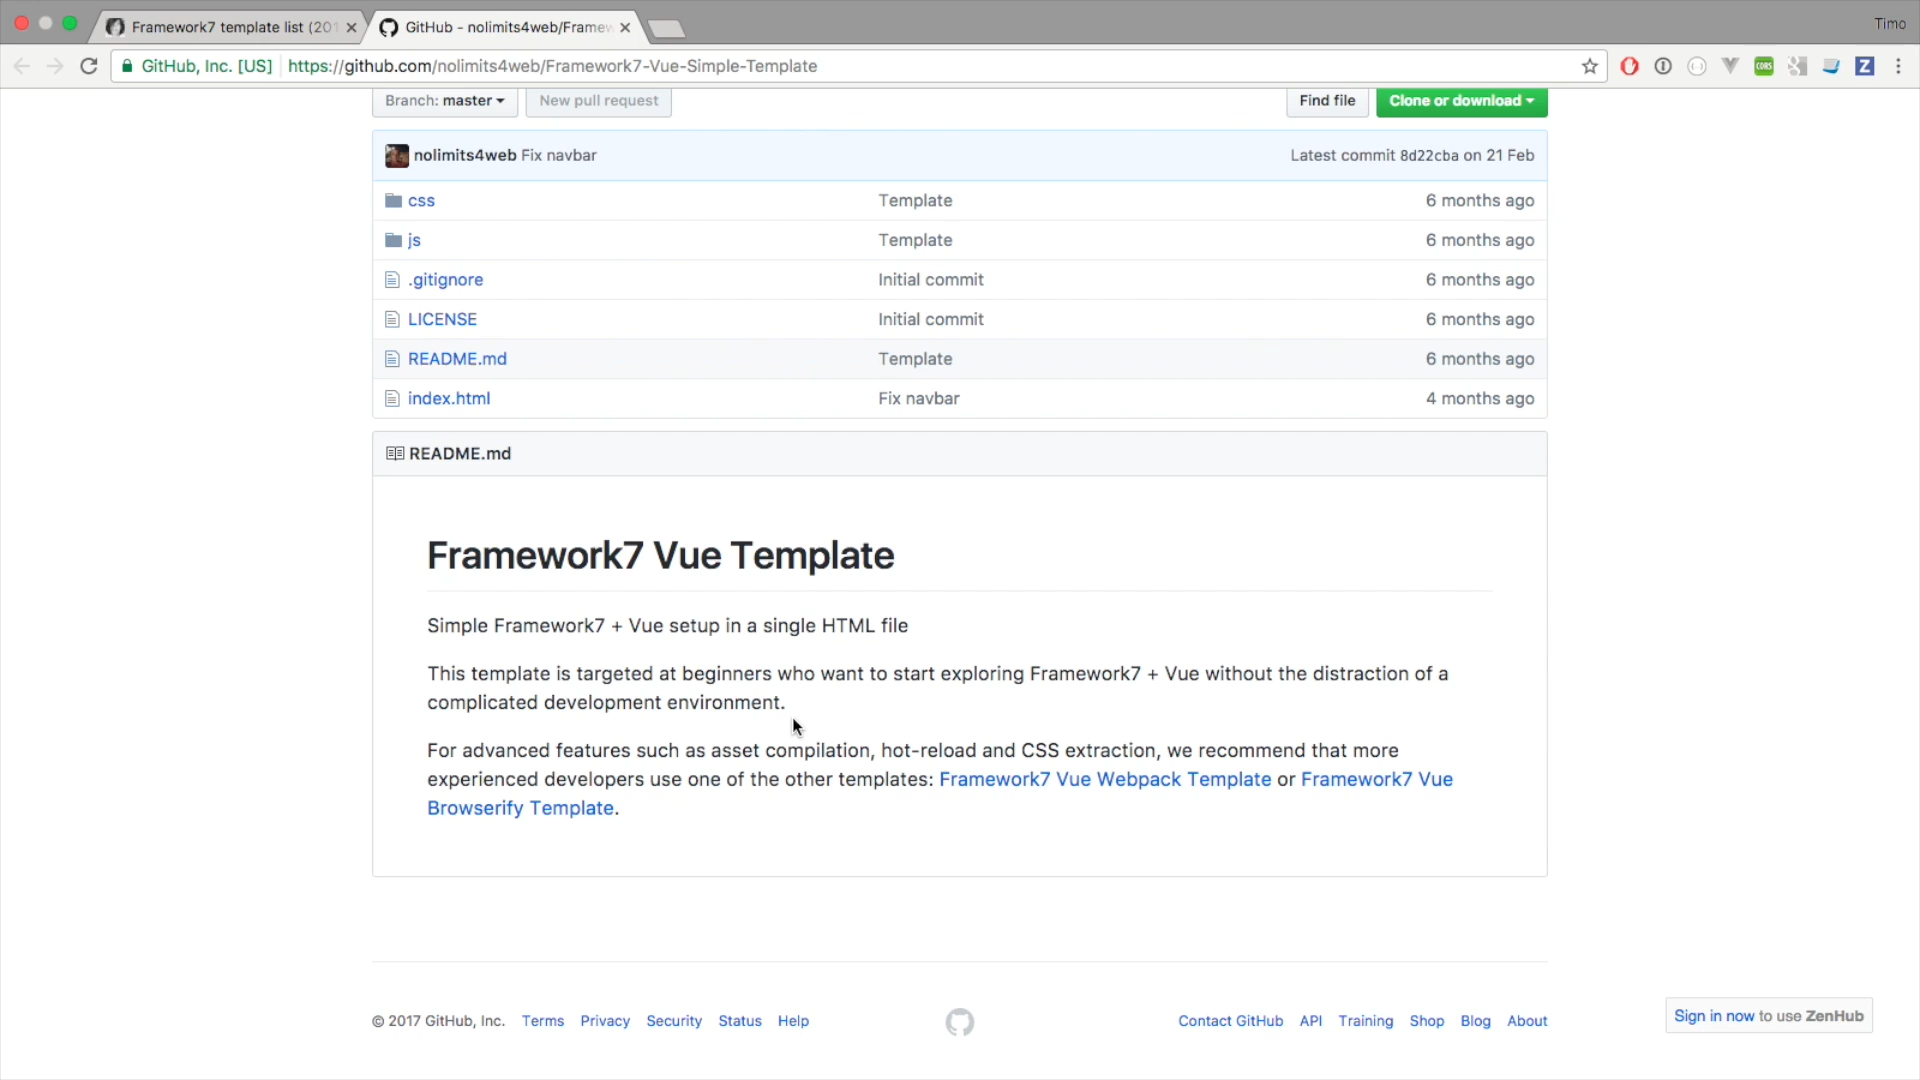 Framework7 template list (201
GitHub - nolimits4web/Framew
Timo
GitHub, Inc. [US] https://github.com/nolimits4web/Framework7-Vue-Simple-Template
CORS
Z
Branch: master
New pull request
Find file
Clone or download
nolimits4web Fix navbar
Latest commit 8d22cba on 21 Feb
css Template 6 months ago
js Template 6 months ago
.gitignore Initial commit 6 months ago
LICENSE Initial commit 6 months ago
README.md Template 6 months ago
index.html Fix navbar 4 months ago
README.md
Framework7 Vue Template
Simple Framework7 + Vue setup in a single HTML file
This template is targeted at beginners who want to start exploring Framework7 + Vue without the distraction of a
complicated development environment.
For advanced features such as asset compilation, hot-reload and CSS extraction, we recommend that more
experienced developers use one of the other templates: Framework7 Vue Webpack Template or Framework7 Vue
Browserify Template.
© 2017 GitHub, Inc. Terms Privacy Security Status Help
Contact GitHub API Training Shop Blog About
Sign in now to use ZenHub